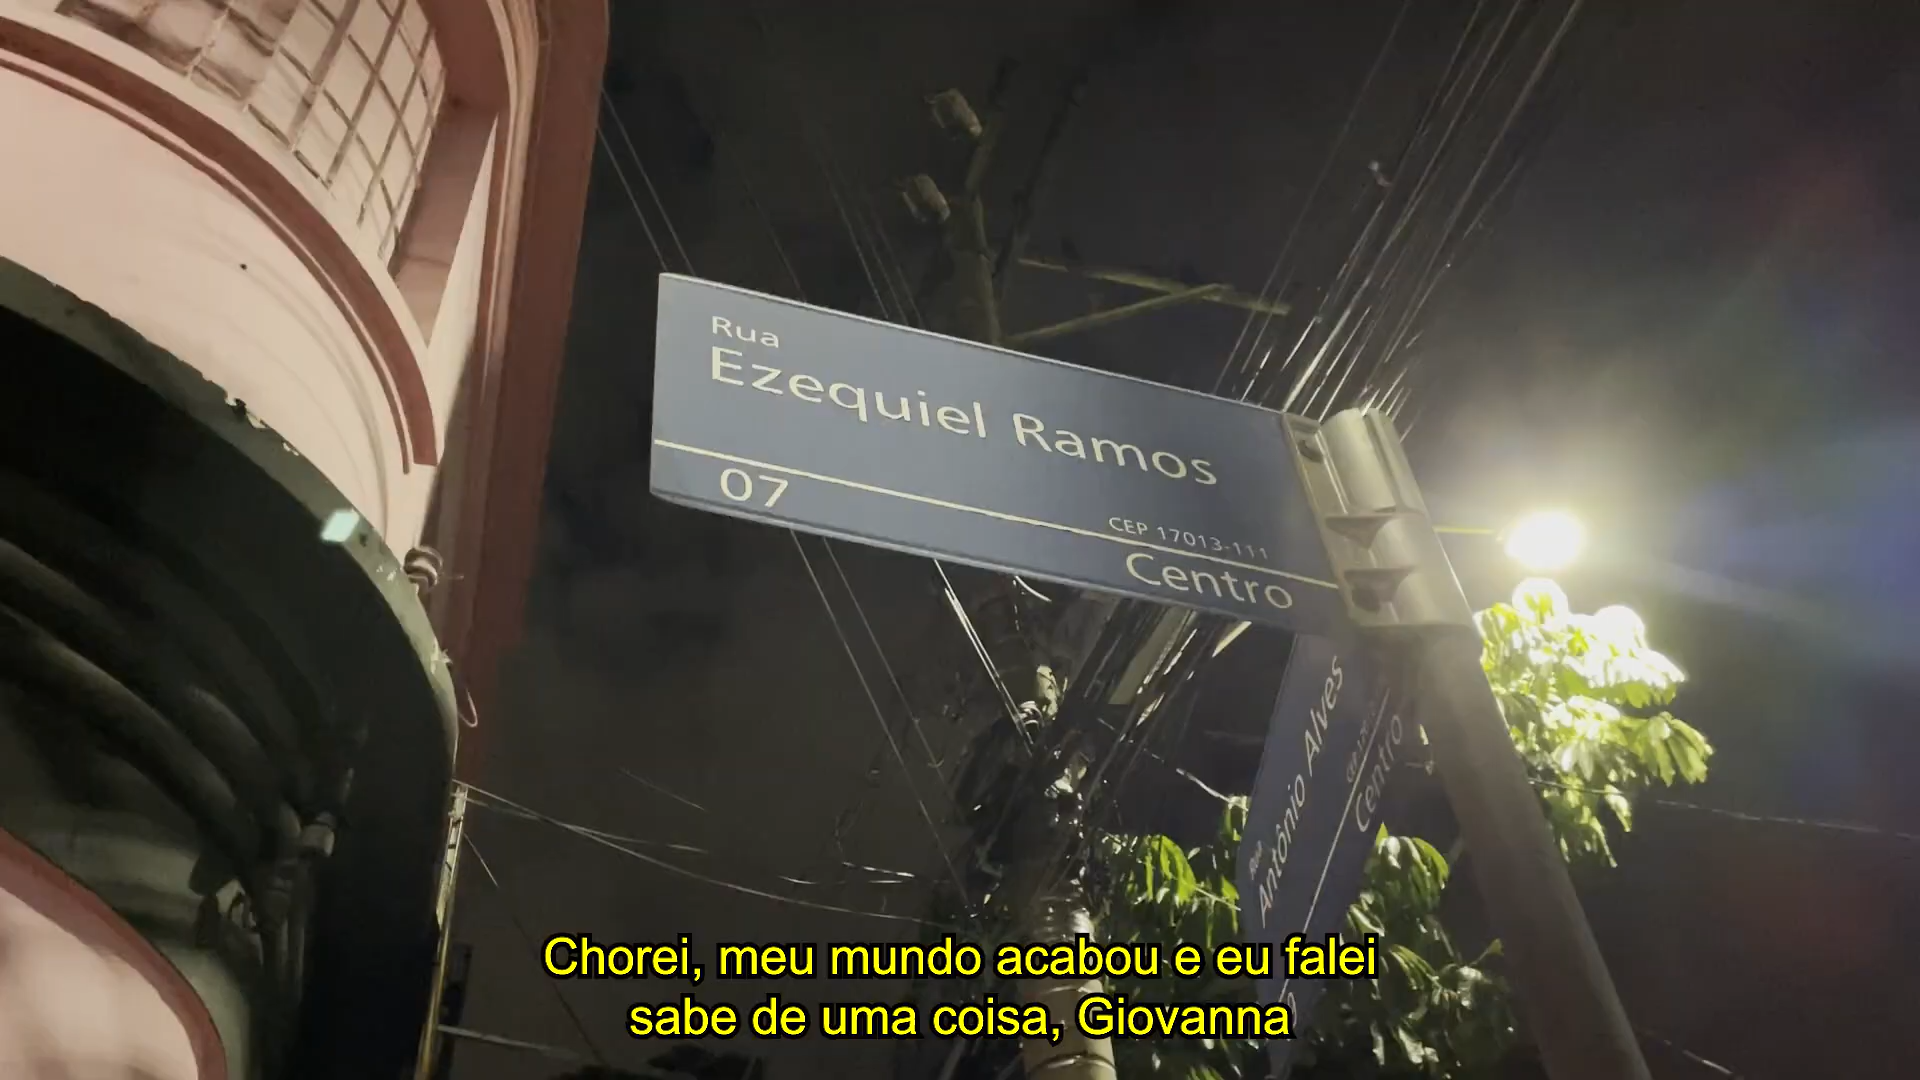 Rua
Ezequiel Ramos
07
CEP 17013-111
Centro
Rua
Antônio Alves
Centro
Chorei, meu mundo acabou e eu falei
sabe de uma coisa, Giovanna